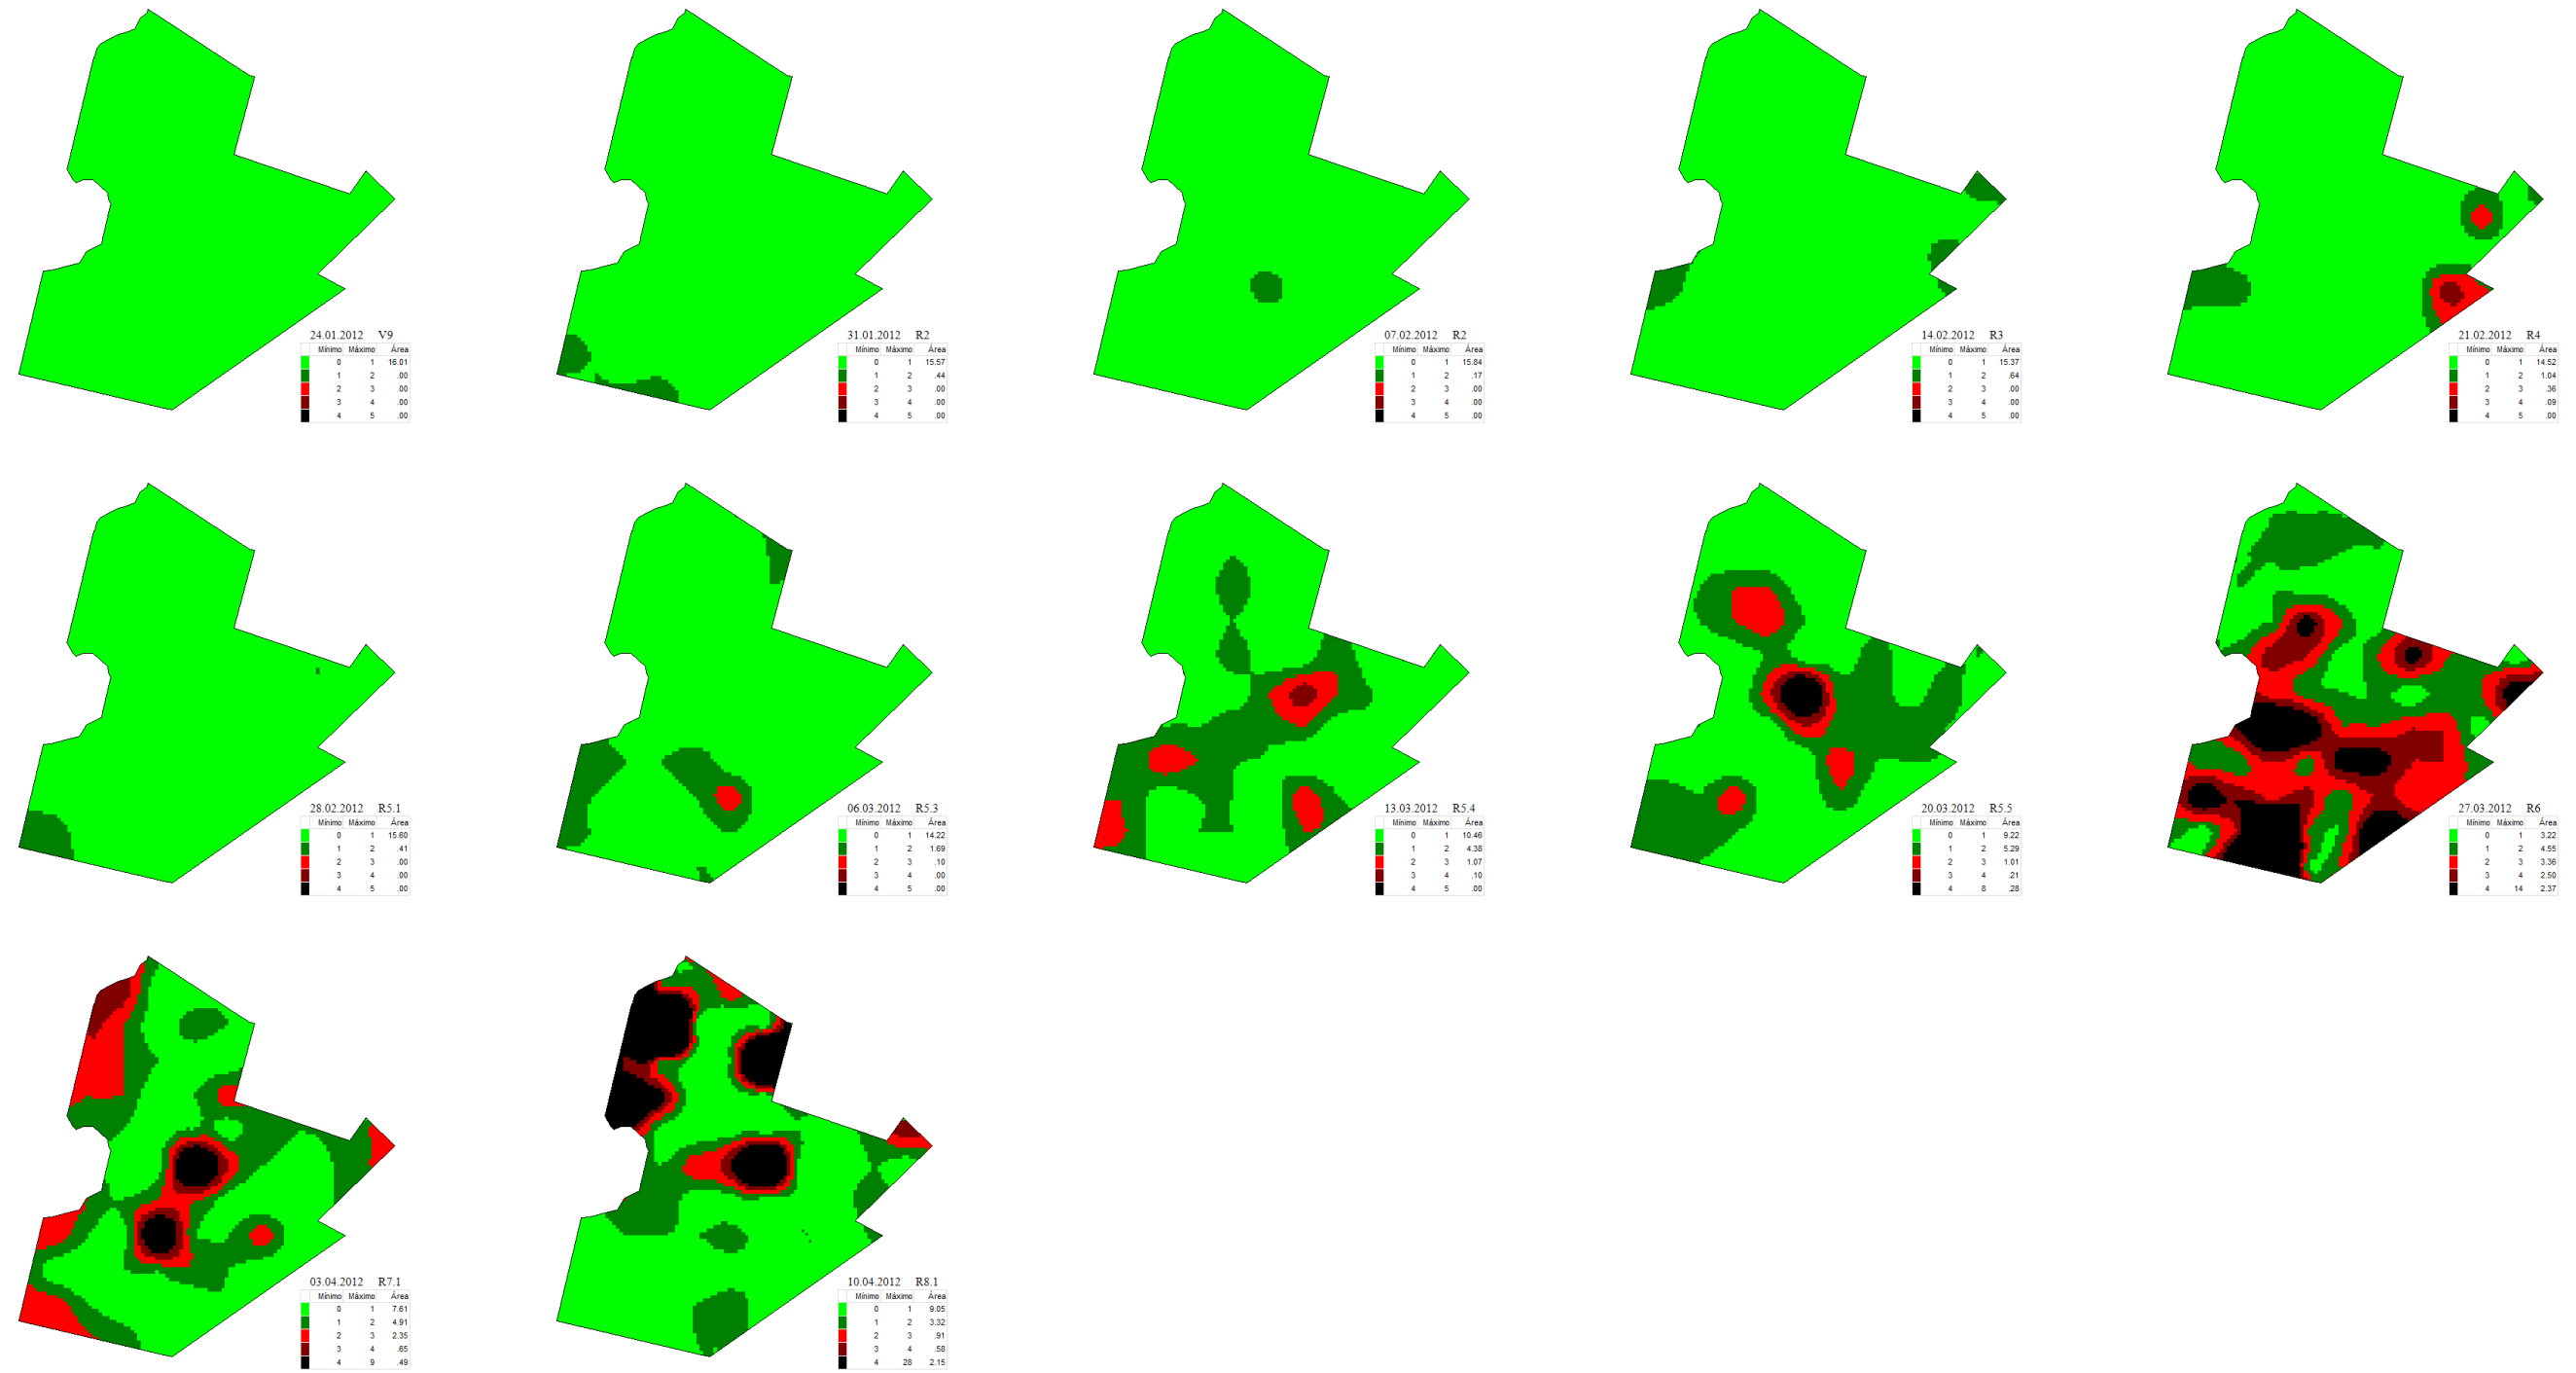 24.01.2012 V9
Mínimo Máximo Área
0 1 16.01
1 2 .00
2 3 .00
3 4 .00
4 5 .00
31.01.2012 R2
Mínimo Máximo Área
0 1 15.57
1 2 .44
2 3 .00
3 4 .00
4 5 .00
07.02.2012 R2
Mínimo Máximo Área
0 1 15.84
1 2 .17
2 3 .00
3 4 .00
4 5 .00
14.02.2012 R3
Mínimo Máximo Área
0 1 15.37
1 2 .64
2 3 .00
3 4 .00
4 5 .00
21.02.2012 R4
Mínimo Máximo Área
0 1 14.52
1 2 1.04
2 3 .36
3 4 .09
4 5 .00
28.02.2012 R5.1
Mínimo Máximo Área
0 1 15.60
1 2 .41
2 3 .00
3 4 .00
4 5 .00
06.03.2012 R5.3
Mínimo Máximo Área
0 1 14.22
1 2 1.69
2 3 .10
3 4 .00
4 5 .00
13.03.2012 R5.4
Mínimo Máximo Área
0 1 10.46
1 2 4.38
2 3 1.07
3 4 .10
4 5 .00
20.03.2012 R5.5
Mínimo Máximo Área
0 1 9.22
1 2 5.29
2 3 1.01
3 4 .21
4 8 .28
27.03.2012 R6
Mínimo Máximo Área
0 1 3.22
1 2 4.55
2 3 3.36
3 4 2.50
4 14 2.37
03.04.2012 R7.1
Mínimo Máximo Área
0 1 7.61
1 2 4.91
2 3 2.35
3 4 .65
4 9 .49
10.04.2012 R8.1
Mínimo Máximo Área
0 1 9.05
1 2 3.32
2 3 .91
3 4 .58
4 28 2.15